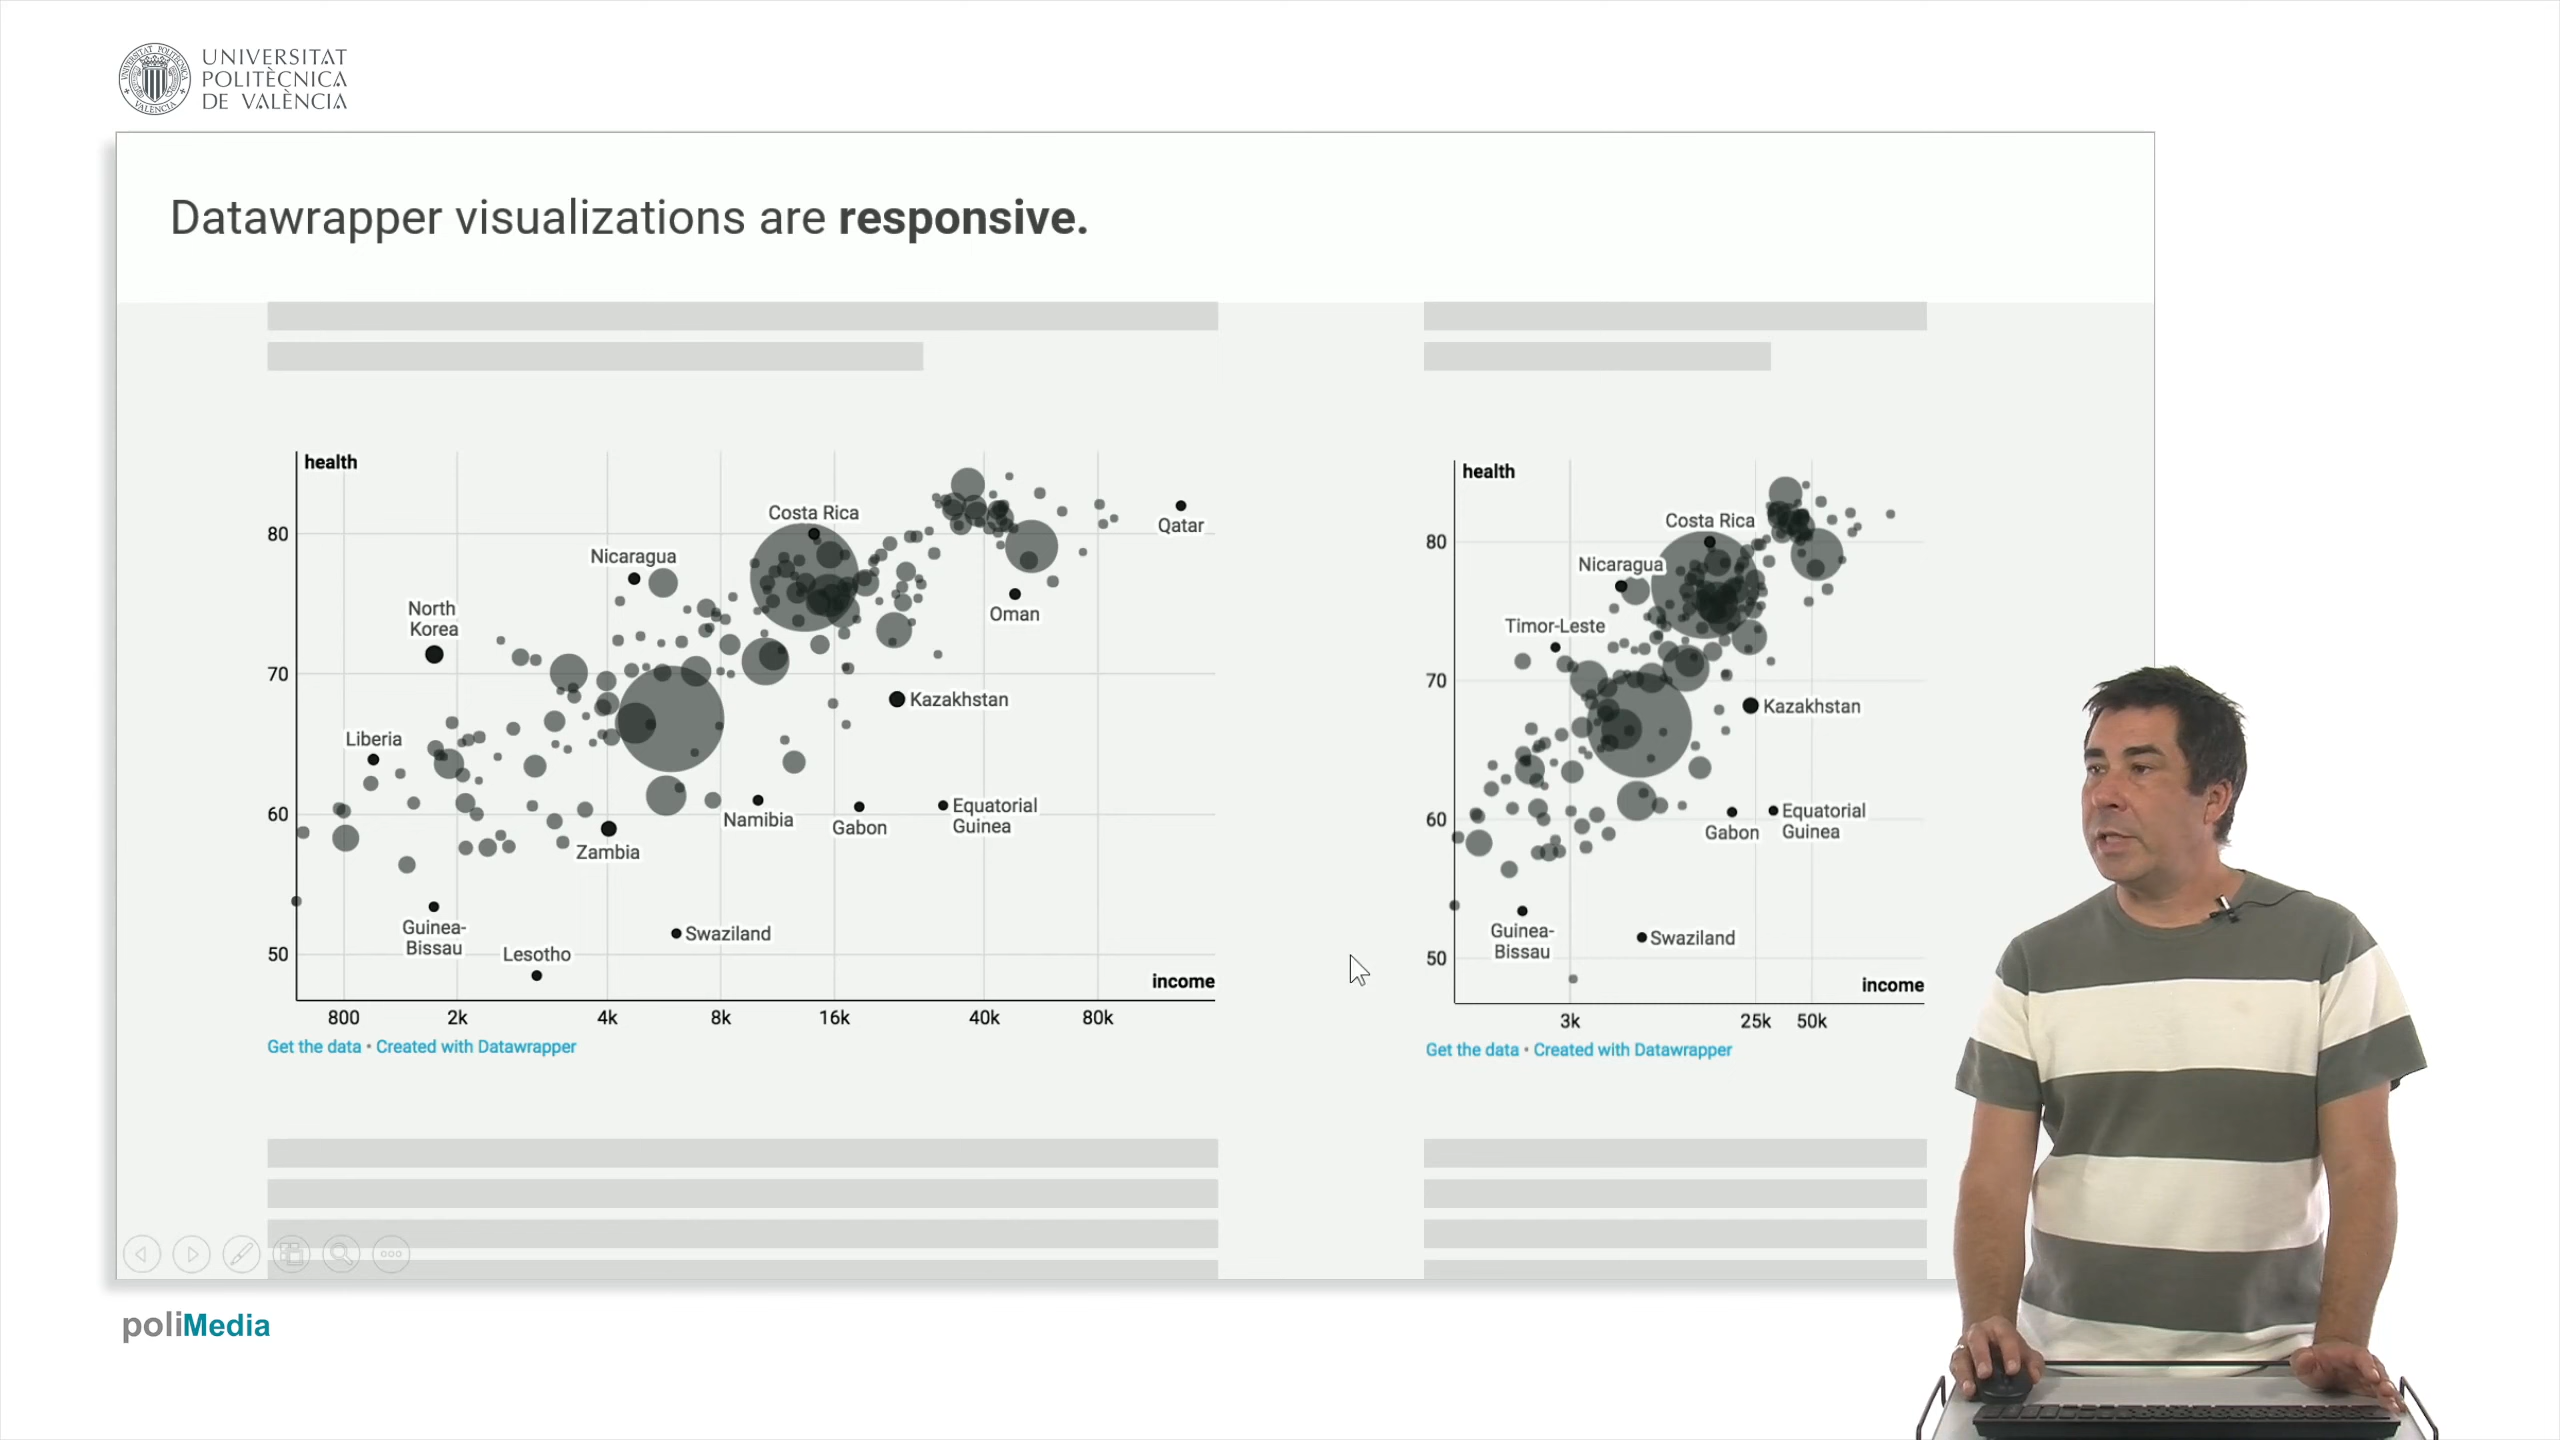 UNIVERSITAT
POLITÈCNICA
DE VALÈNCIA
Datawrapper visualizations are responsive.
health
80
70
60
50
Costa Rica
Qatar
Nicaragua
Oman
North
Korea
Kazakhstan
Liberia
Namibia
Gabon
Equatorial
Guinea
Zambia
Guinea-
Bissau
Swaziland
Lesotho
income
800 2k 4k 8k 16k 40k 80k
Get the data • Created with Datawrapper
health
80
70
60
50
Costa Rica
Nicaragua
Timor-Leste
Kazakhstan
Gabon
Equatorial
Guinea
Guinea-
Bissau
Swaziland
income
3k 25k 50k
Get the data • Created with Datawrapper
poliMedia